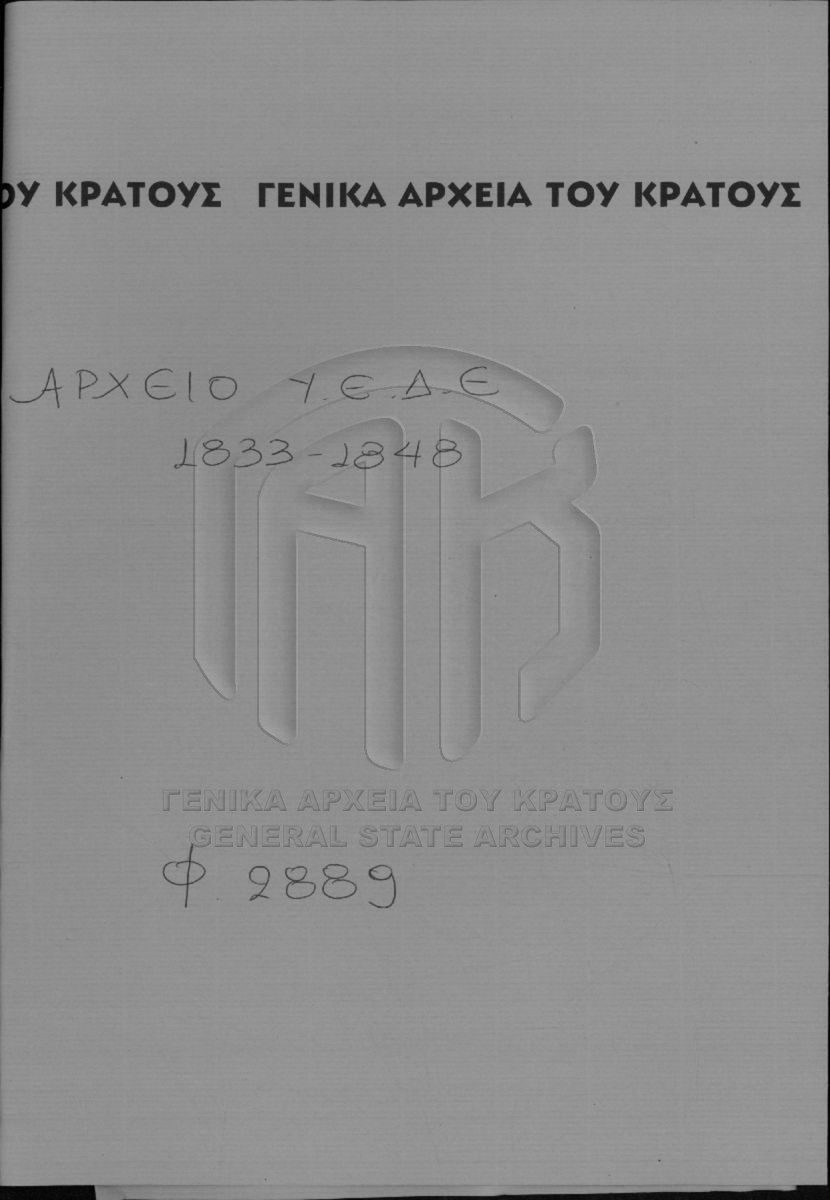 ΟΥ ΚΡΑΤΟΥΣ ΓΕΝΙΚΑ ΑΡΧΕΙΑ ΤΟΥ ΚΡΑΤΟΥΣ
ΑΡΧΕΙΟ Υ.Ε.Δ.Ε
1833-1848
ΓΕΝΙΚΑ ΑΡΧΕΙΑ ΤΟΥ ΚΡΑΤΟΥΣ
GENERAL STATE ARCHIVES
Φ 2889